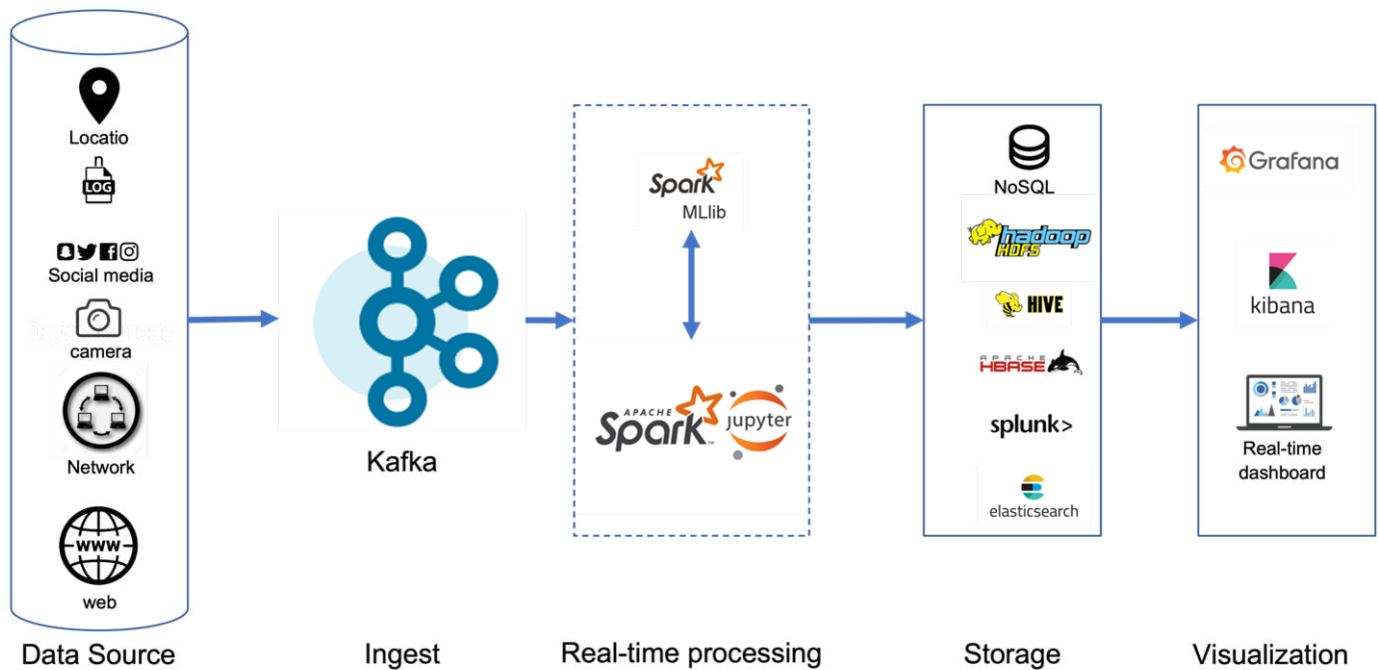 Locatio
n
LOG
Social media
camera
Network
WWW
web
Data Source
Kafka
Ingest
Spark
MLlib
APACHE
Spark
jupyter
Real-time processing
NoSQL
hadoop
HDFS
HIVE
APACHE
HBASE
splunk>
elasticsearch
Storage
Grafana
kibana
Real-time
dashboard
Visualization